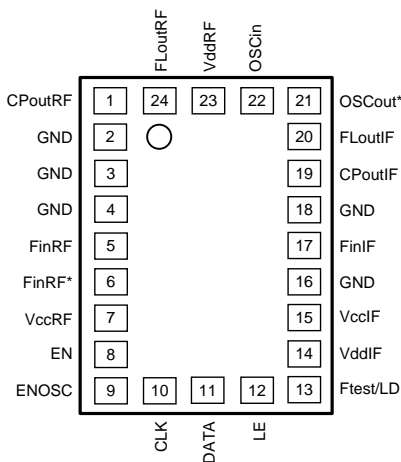 FLoutRF
VddRF
OSCin
CPoutRF 1 24 23 22 21 OSCout*
GND 2 20 FLoutIF
GND 3 19 CPoutIF
GND 4 18 GND
FinRF 5 17 FinIF
FinRF* 6 16 GND
VccRF 7 15 VccIF
EN 8 14 VddIF
ENOSC 9 10 11 12 13 Ftest/LD
CLK
DATA
LE